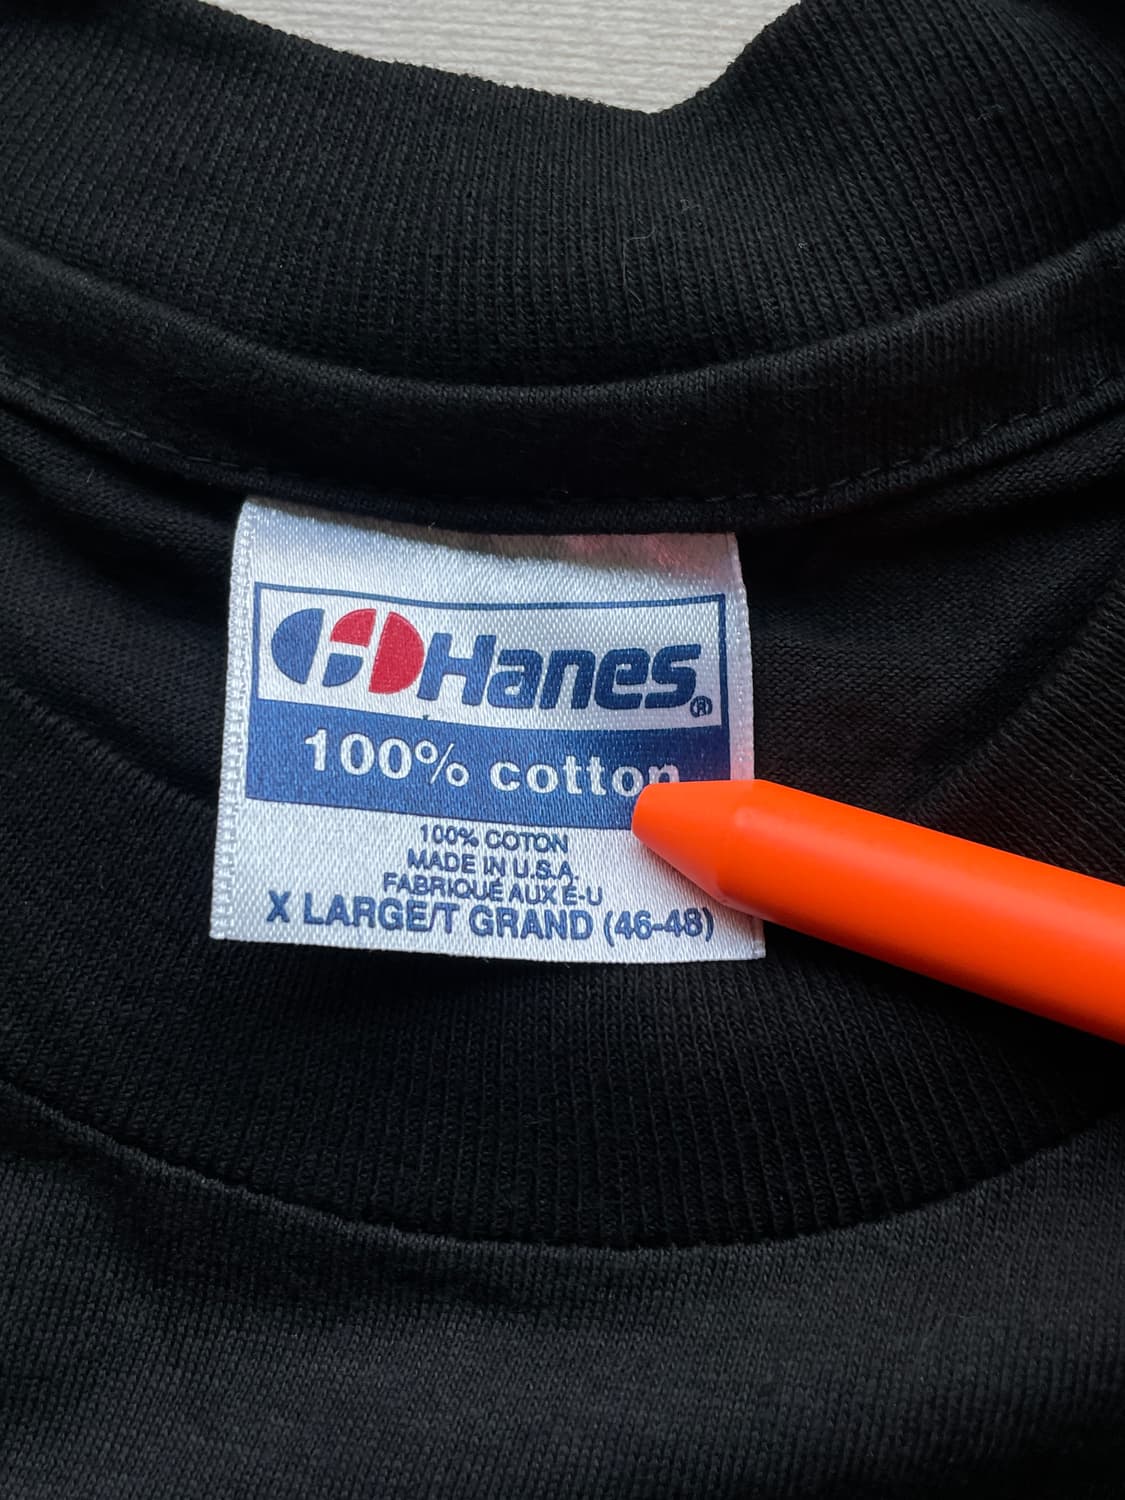 Hanes®
100% cotton
100% COTON
MADE IN U.S.A.
FABRIQUÉ AUX É-U
X LARGE/T GRAND (46-48)